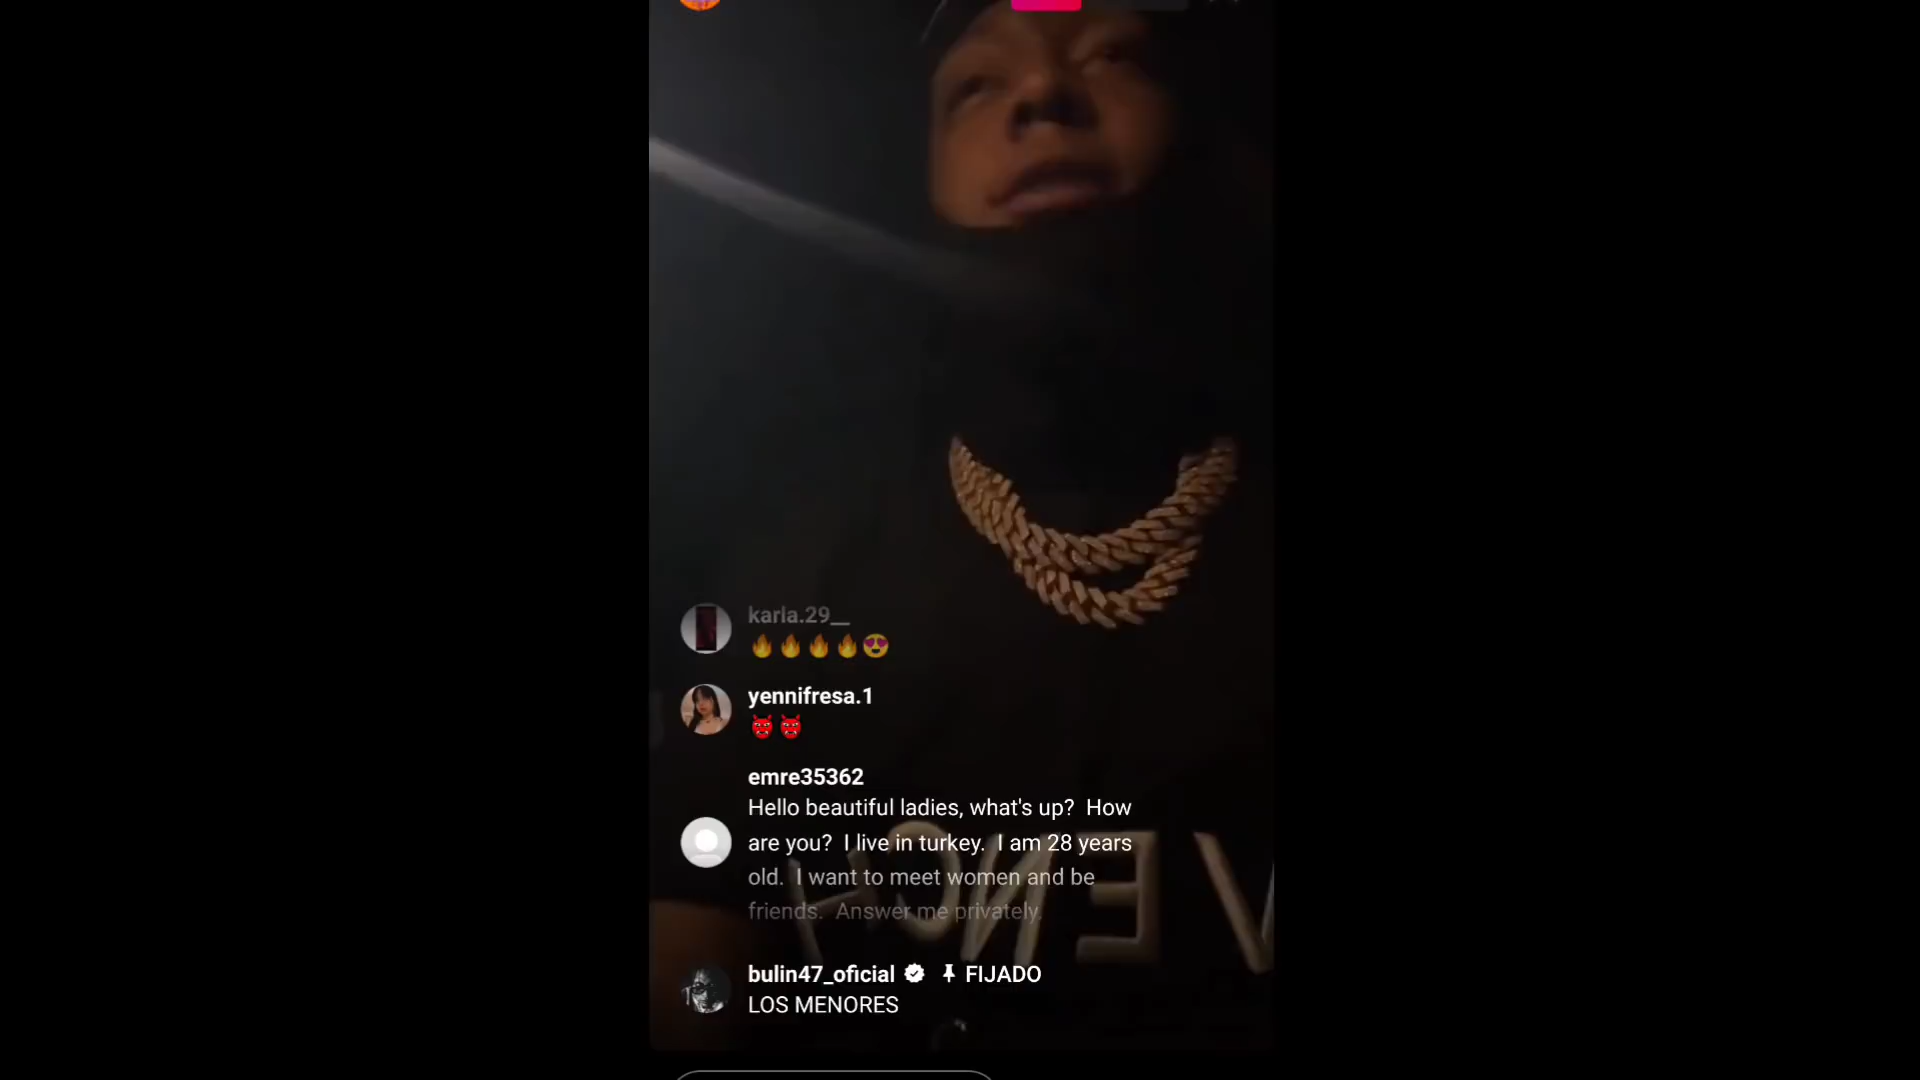 karla.29__
🔥🔥🔥🔥😍
yennifresa.1
👹👹
emre35362
Hello beautiful ladies, what's up?  How
are you?  I live in turkey.  I am 28 years
old.  I want to meet women and be
friends.  Answer me privately.
bulin47_oficial FIJADO
LOS MENORES